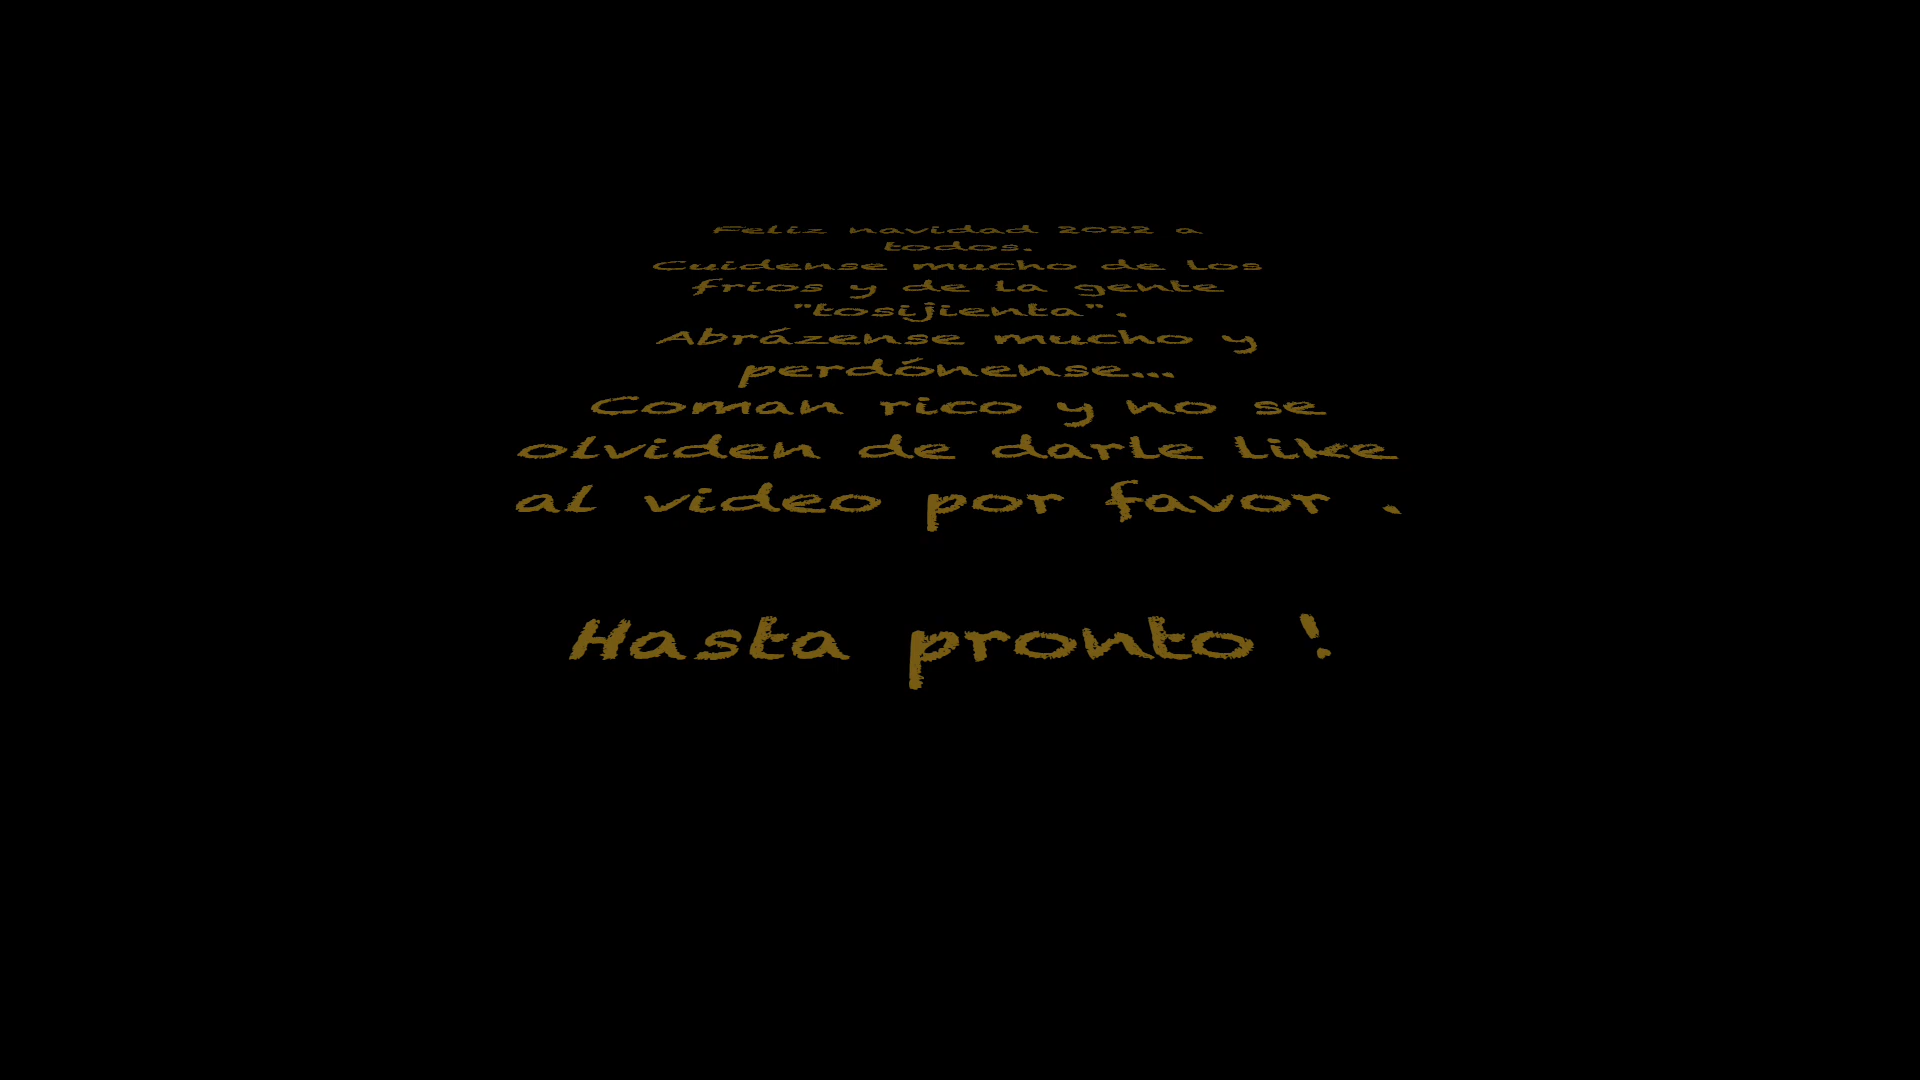 Feliz navidad 2022 a
todos.
Cuidense mucho de los
frios y de la gente
"tosijienta".
Abrázense mucho y
perdónense...
Coman rico y no se
olviden de darle like
al video por favor .
Hasta pronto !